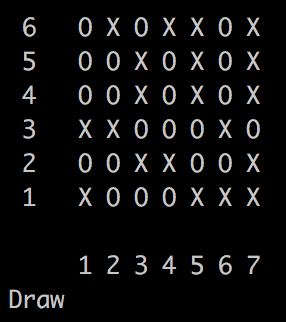 6 O X O X X O X
5 O O X O X O X
4 O O X O X O X
3 X X O O O X O
2 O O X X O O X
1 X O O O X X X
1 2 3 4 5 6 7
Draw